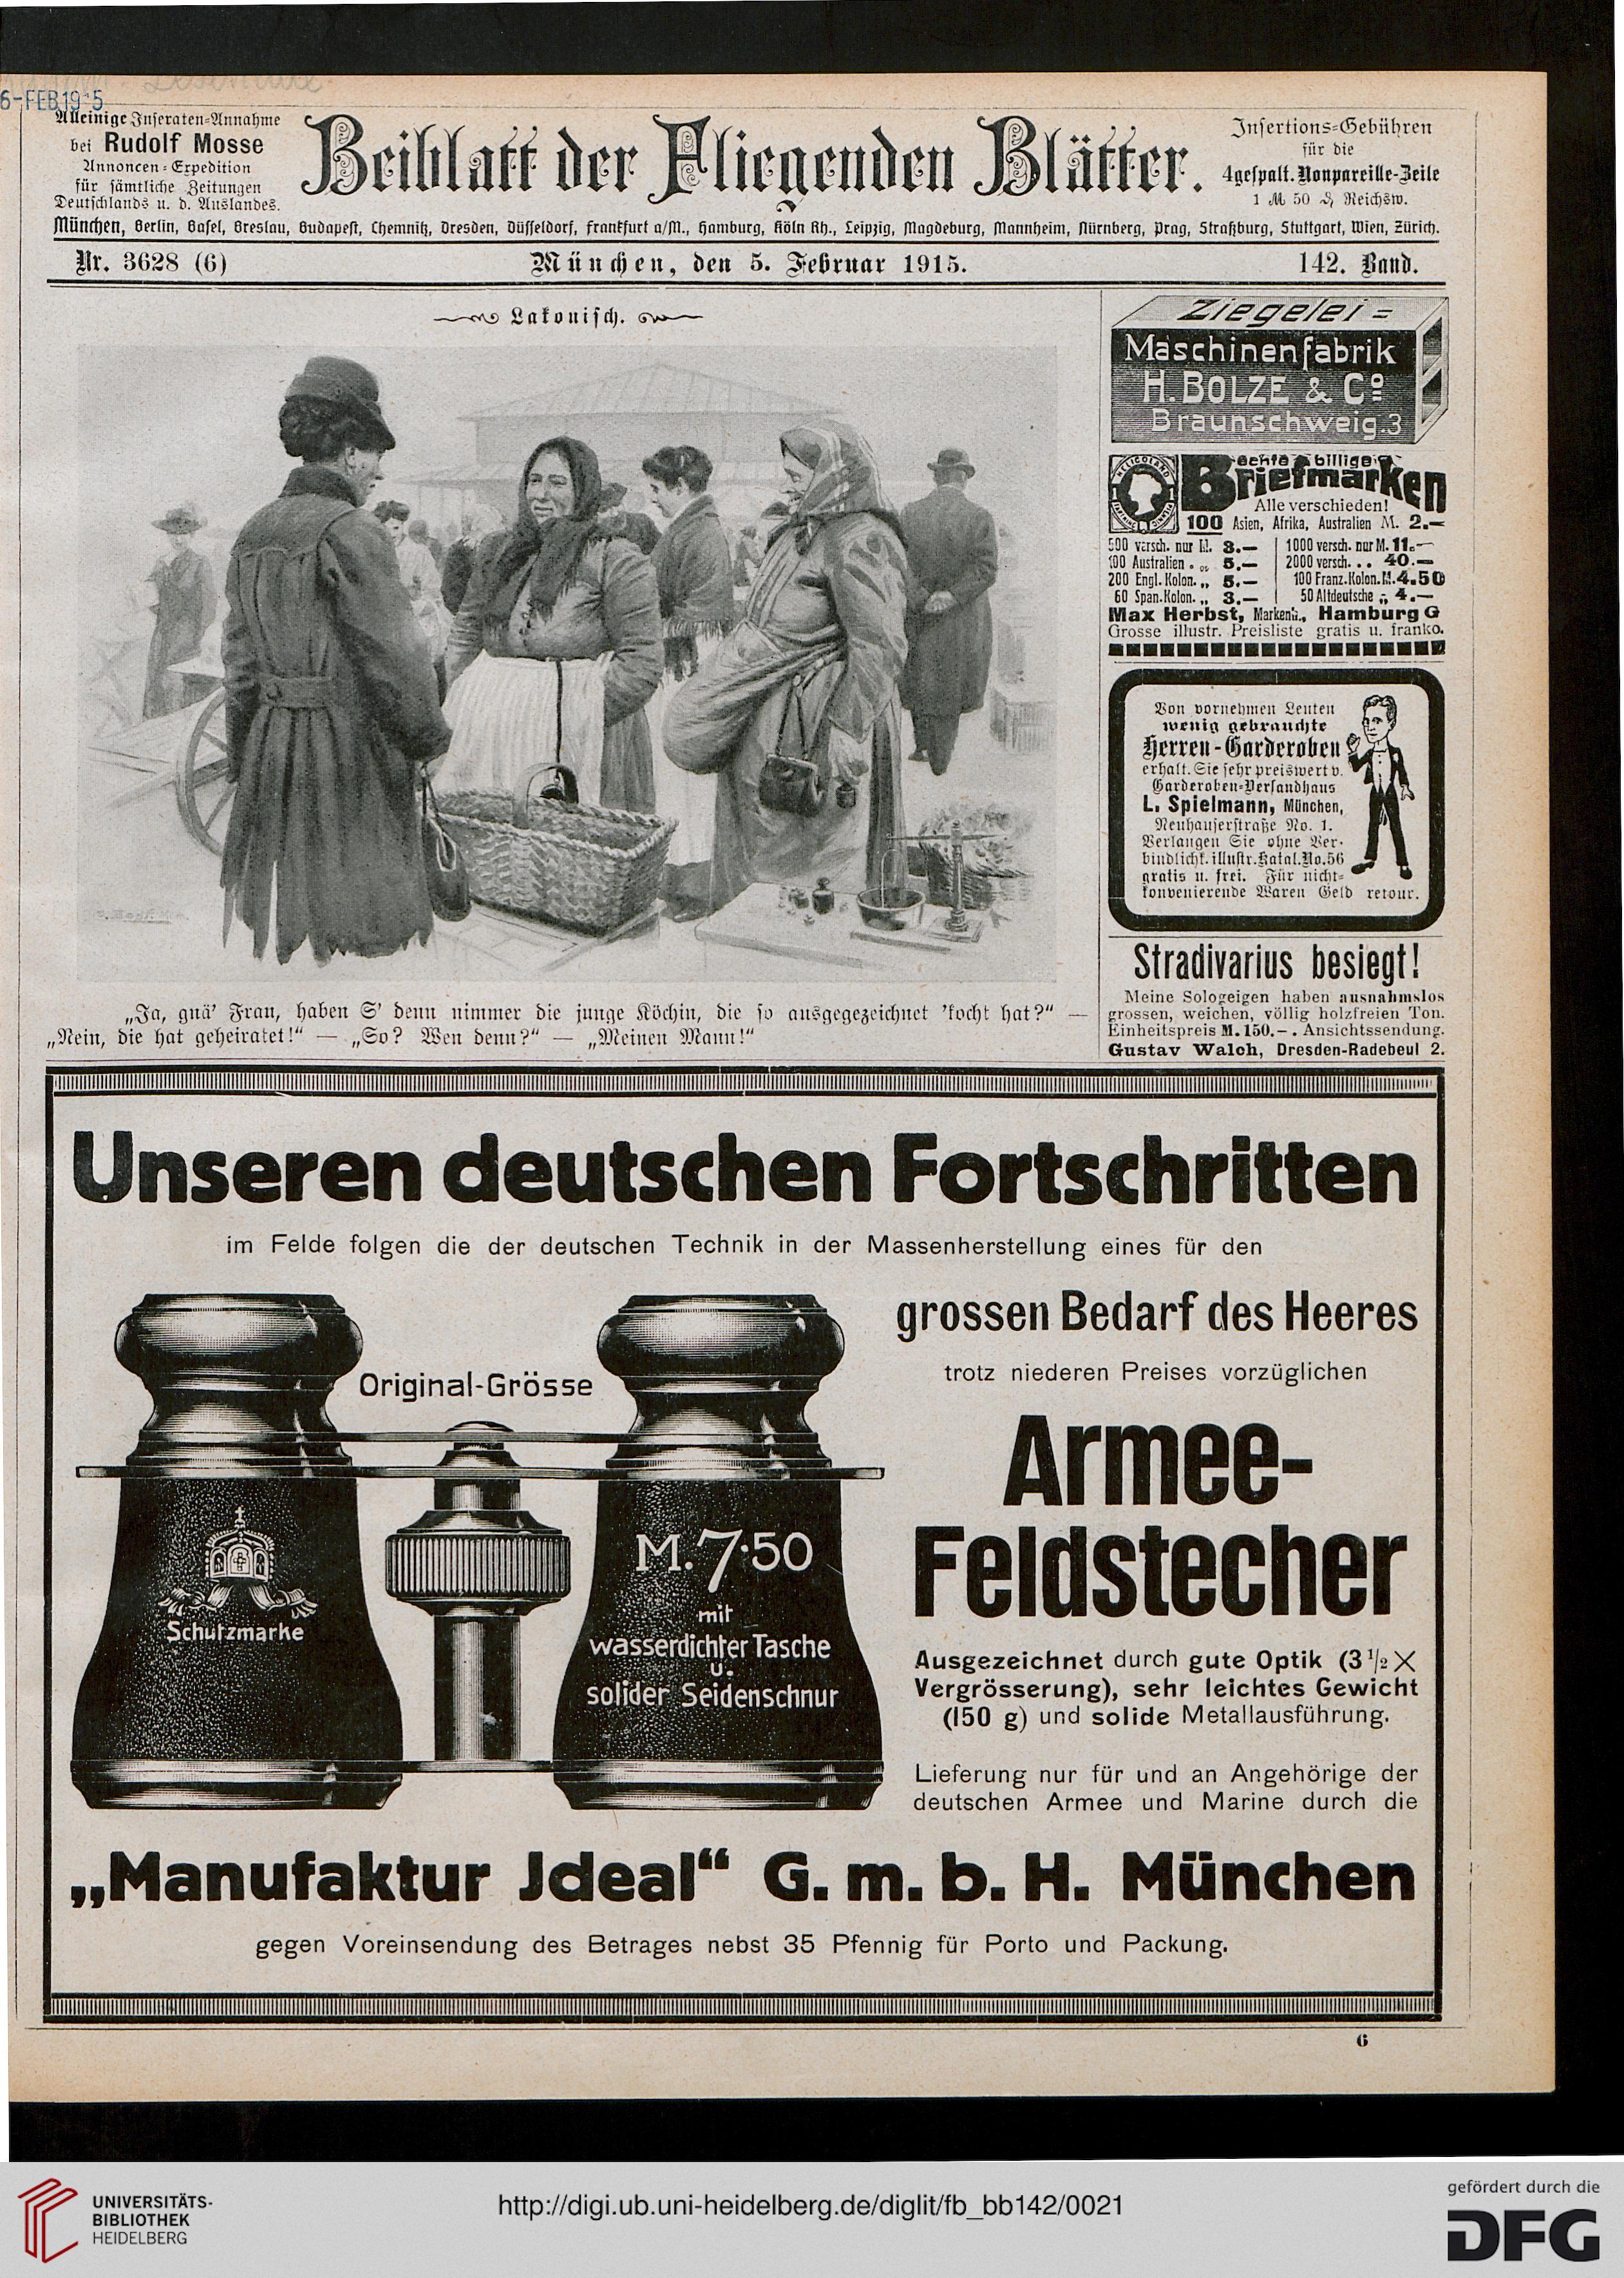 6-FEB 1915
Alleinige Inseraten-Annahme
bei Rudolf Mosse
Annoncen-Expedition
für sämtliche Zeitungen
Deutschlands u. d. Auslandes.
Beiblatt der Fliegenden Blätter.
Insertions-Gebühren
für die
4gespalt. Nonpareille-Zeile
1 M 50 ₰ Reichsw.
München, Berlin, Basel, Breslau, Budapest, Chemnitz, Dresden, Düsseldorf, Frankfurt a/M., Hamburg, Köln Rh., Leipzig, Magdeburg, Mannheim, Nürnberg, Prag, Straßburg, Stuttgart, Wien, Zürich.
Nr. 3628 (6)
München, den 5. Februar 1915.
142. Band.
Lakonisch.
„Ja, gnä' Frau, haben S' denn nimmer die junge Köchin, die so ausgegezeichnet 'kocht hat?“ —
„Nein, die hat geheiratet!“ — „So? Wen denn?“ — „Meinen Mann!“
Ziegelei =
Maschinenfabrik
H. BOLZE & Co
Braunschweig. 3
HELIGOLAND
echte billige
Briefmarken
Alle verschieden!
100 Asien, Afrika, Australien M. 2.—
500 versch. nur M. 3.— | 1000 versch. nur M. 11.—
100 Australien . „ 5.— | 2000 versch. . . 40.—
200 Engl. Kolon. „ 5.— | 100 Franz. Kolon. M. 4.50
60 Span. Kolon. „ 3.— | 50 Altdeutsche „ 4.—
Max Herbst, Markenh., Hamburg G
Grosse illustr. Preisliste gratis u. franko.
Von vornehmen Leuten
wenig gebrauchte
Herren-Garderoben
erhalt. Sie sehr preiswert v.
Garderoben-Versandhaus
L. Spielmann, München,
Neuhauserstraße No. 1.
Verlangen Sie ohne Ver-
bindlichk. illustr. Katal. No. 56
gratis u. frei. Für nicht-
konvenierende Waren Geld retour.
Stradivarius besiegt!
Meine Sologeigen haben ausnahmslos
grossen, weichen, völlig holzfreien Ton.
Einheitspreis M. 150.—. Ansichtssendung.
Gustav Walch, Dresden-Radebeul 2.
Unseren deutschen Fortschritten
im Felde folgen die der deutschen Technik in der Massenherstellung eines für den
grossen Bedarf des Heeres
trotz niederen Preises vorzüglichen
Armee-
Feldstecher
Original-Grösse
Schutzmarke
M. 7·50
mit
wasserdichter Tasche
u.
solider Seidenschnur
Ausgezeichnet durch gute Optik (3 1/2 ×
Vergrösserung), sehr leichtes Gewicht
(150 g) und solide Metallausführung.
Lieferung nur für und an Angehörige der
deutschen Armee und Marine durch die
„Manufaktur Jdeal“ G. m. b. H. München
gegen Voreinsendung des Betrages nebst 35 Pfennig für Porto und Packung.
6
UNIVERSITÄTS-
BIBLIOTHEK
HEIDELBERG
http://digi.ub.uni-heidelberg.de/diglit/fb_bb142/0021
gefördert durch die
DFG